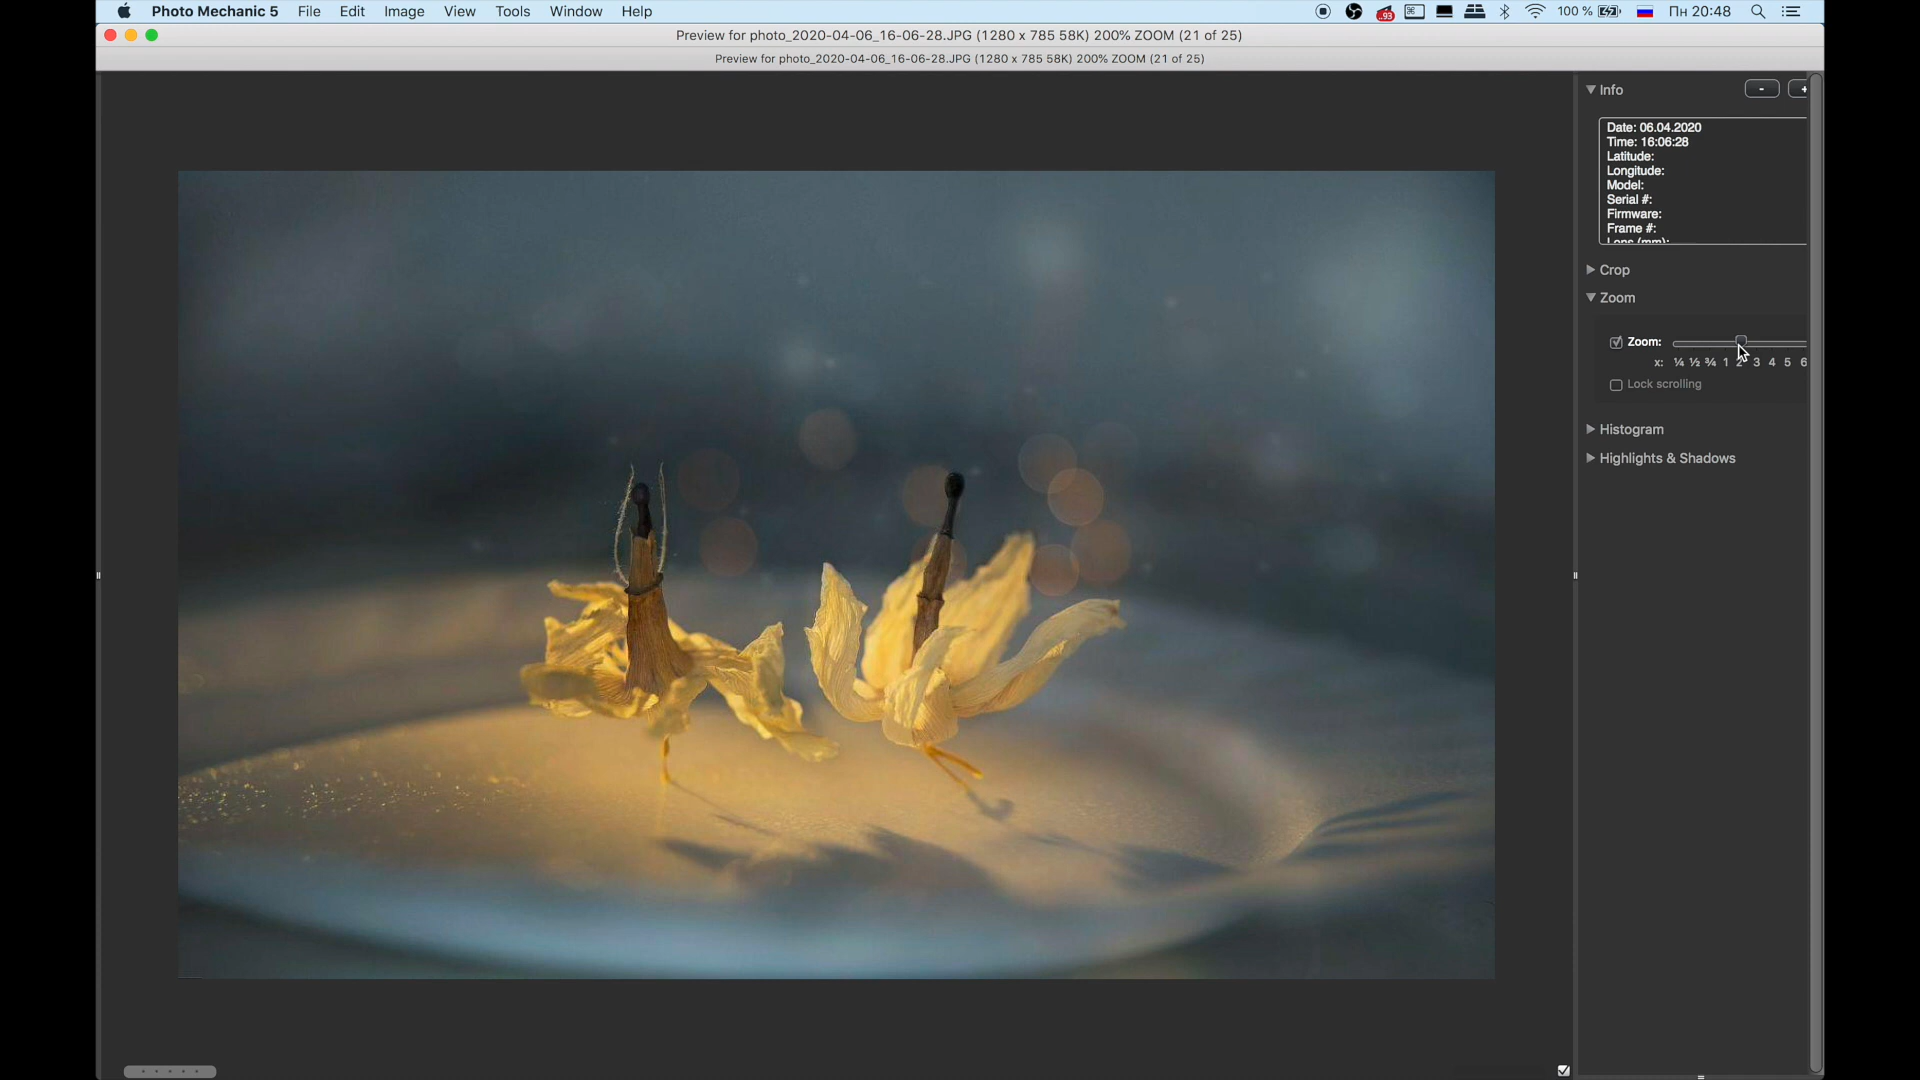 Photo Mechanic 5 File Edit Image View Tools Window Help 100 % Пн 20:48
Preview for photo_2020-04-06_16-06-28.JPG (1280 x 785 58K) 200% ZOOM (21 of 25)
Preview for photo_2020-04-06_16-06-28.JPG (1280 x 785 58K) 200% ZOOM (21 of 25)
Info - +
Date: 06.04.2020
Time: 16:06:28
Latitude:
Longitude:
Model:
Serial #:
Firmware:
Frame #:
Lens (mm):
Crop
Zoom
Zoom:
x: ¼ ½ ¾ 1 2 3 4 5 6
Lock scrolling
Histogram
Highlights & Shadows